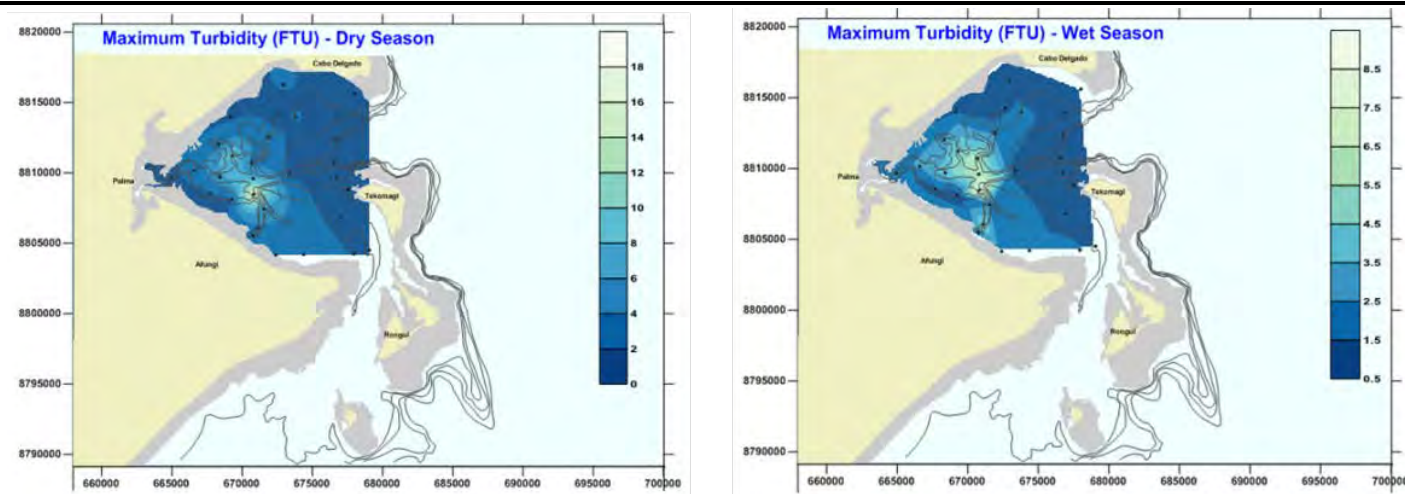 Maximum Turbidity (FTU) - Dry Season
8820000
8815000
8810000
8805000
8800000
8795000
8790000
660000 665000 670000 675000 680000 685000 690000 695000 700000
Cabo Delgado
Palma
Tekomagi
Afungi
Rongui
18
16
14
12
10
8
6
4
2
0
Maximum Turbidity (FTU) - Wet Season
8820000
8815000
8810000
8805000
8800000
8795000
8790000
660000 665000 670000 675000 680000 685000 690000 695000 700000
Cabo Delgado
Palma
Tekomagi
Afungi
Rongui
8.5
7.5
6.5
5.5
4.5
3.5
2.5
1.5
0.5